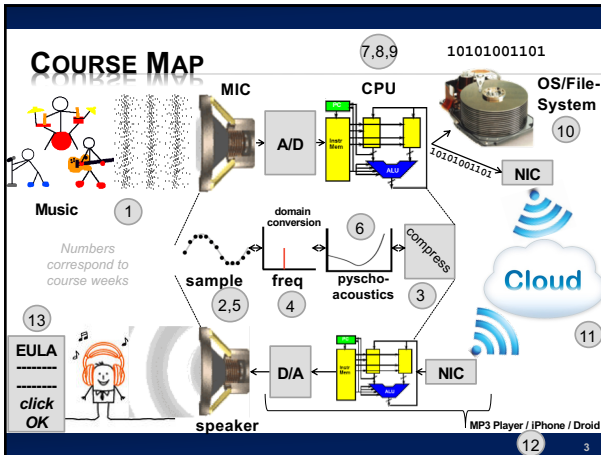 COURSE MAP
7,8,9
10101001101
MIC
CPU
OS/File-
System
10
A/D
PC
Instr
Mem
ALU
10101001101
NIC
Music
1
Numbers
correspond to
course weeks
domain
conversion
6
compress
sample
freq
pyscho-
acoustics
2,5
4
3
Cloud
11
13
EULA
--------
--------
click
OK
D/A
PC
Instr
Mem
ALU
NIC
speaker
MP3 Player / iPhone / Droid
12
3